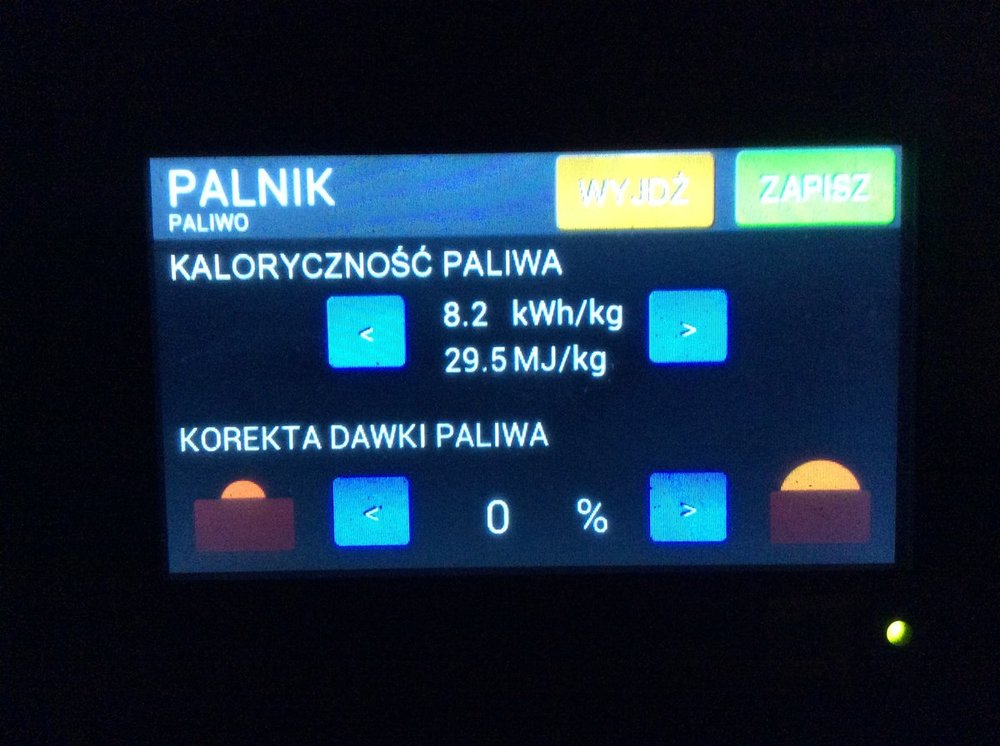 PALNIK
PALIWO
WYJDŹ
ZAPISZ
KALORYCZNOŚĆ PALIWA
< 8.2 kWh/kg >
29.5 MJ/kg
KOREKTA DAWKI PALIWA
< 0 % >